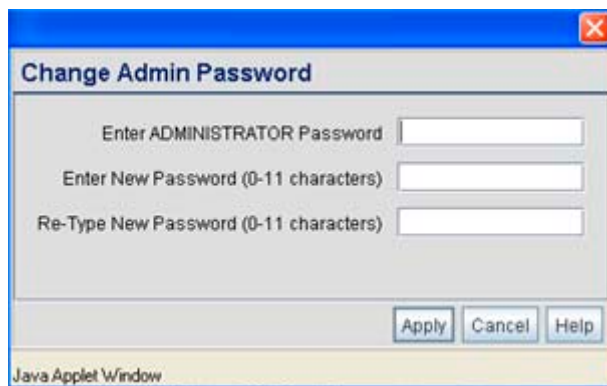 Change Admin Password
Enter ADMINISTRATOR Password
Enter New Password (0-11 characters)
Re-Type New Password (0-11 characters)
Apply Cancel Help
Java Applet Window